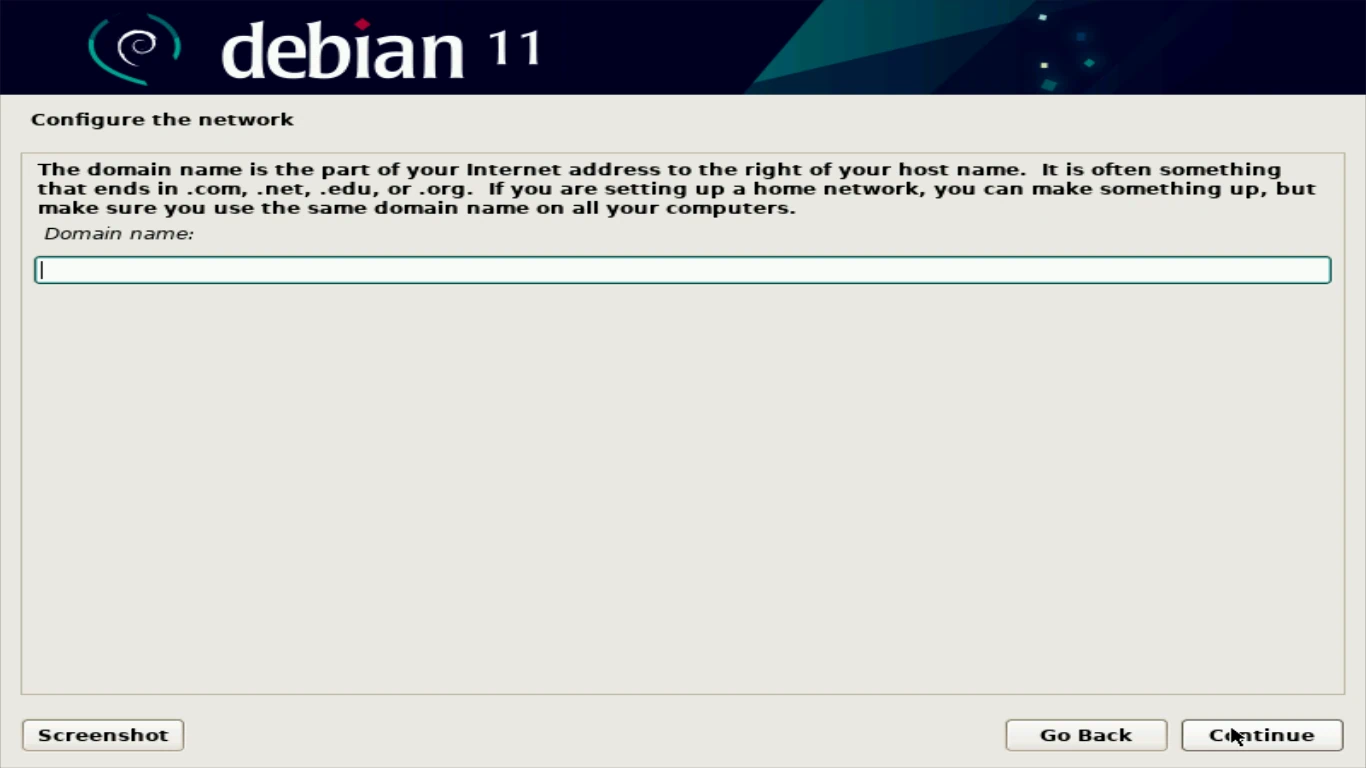 debian 11
Configure the network
The domain name is the part of your Internet address to the right of your host name.  It is often something
that ends in .com, .net, .edu, or .org.  If you are setting up a home network, you can make something up, but
make sure you use the same domain name on all your computers.
Domain name:
Screenshot
Go Back
Continue